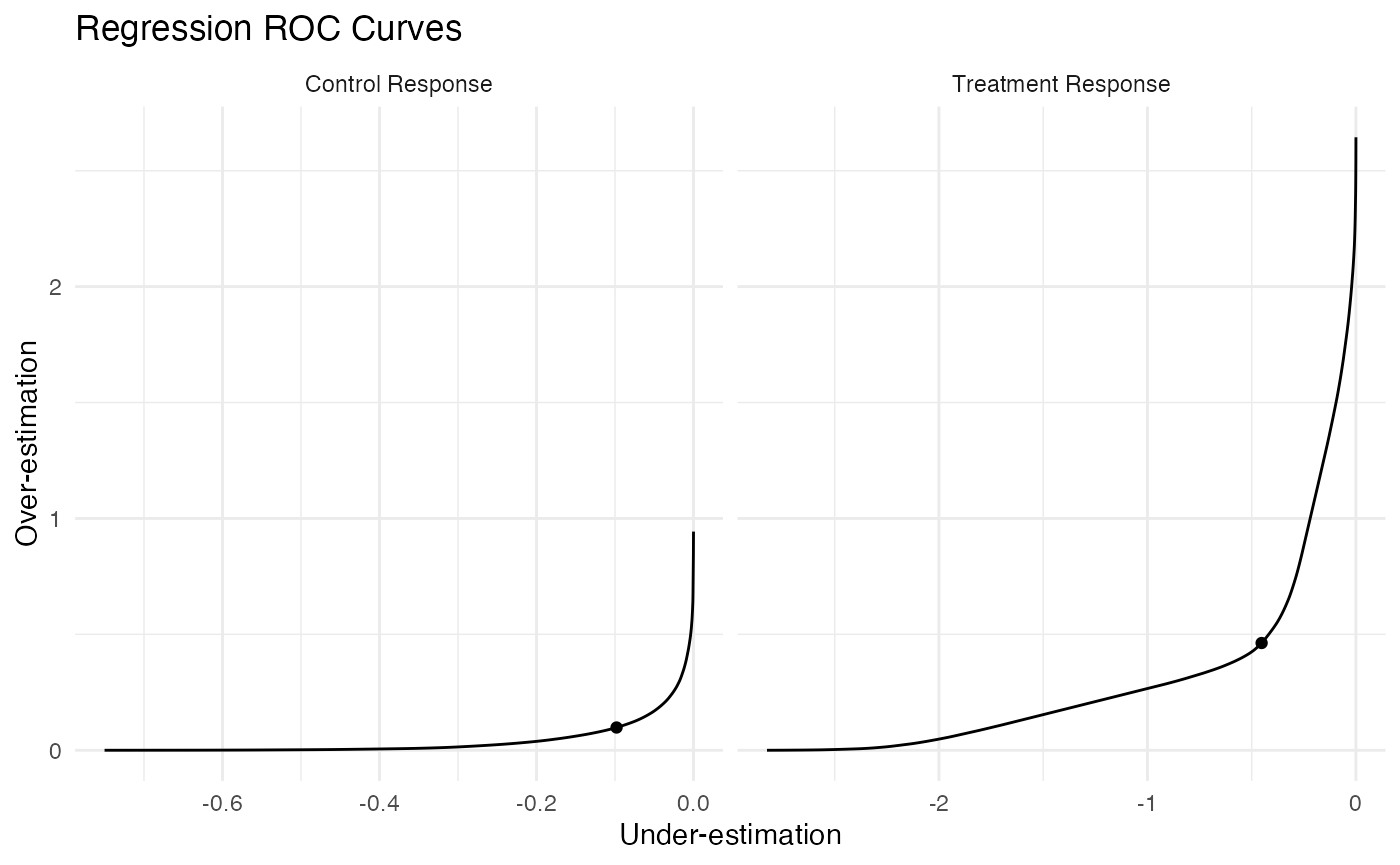 Regression ROC Curves
Control Response
Treatment Response
Over-estimation
2
1
0
-0.6
-0.4
-0.2
0.0
-2
-1
0
Under-estimation